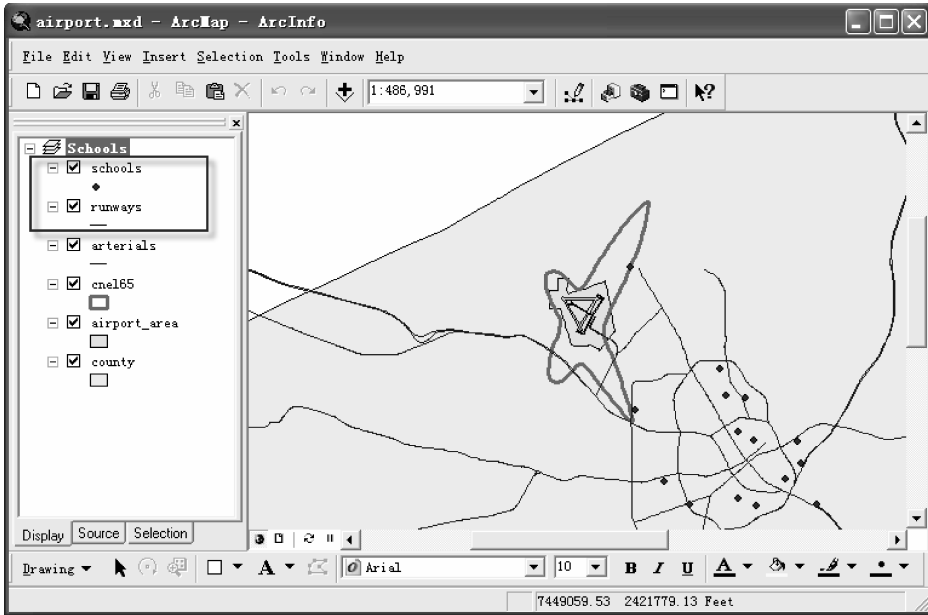 airport.mxd - ArcMap - ArcInfo
File Edit View Insert Selection Tools Window Help
1:486,991
Schools
schools
runways
arterials
cnel65
airport_area
county
Display Source Selection
Drawing A Arial 10 B I U A
7449059.53 2421779.13 Feet